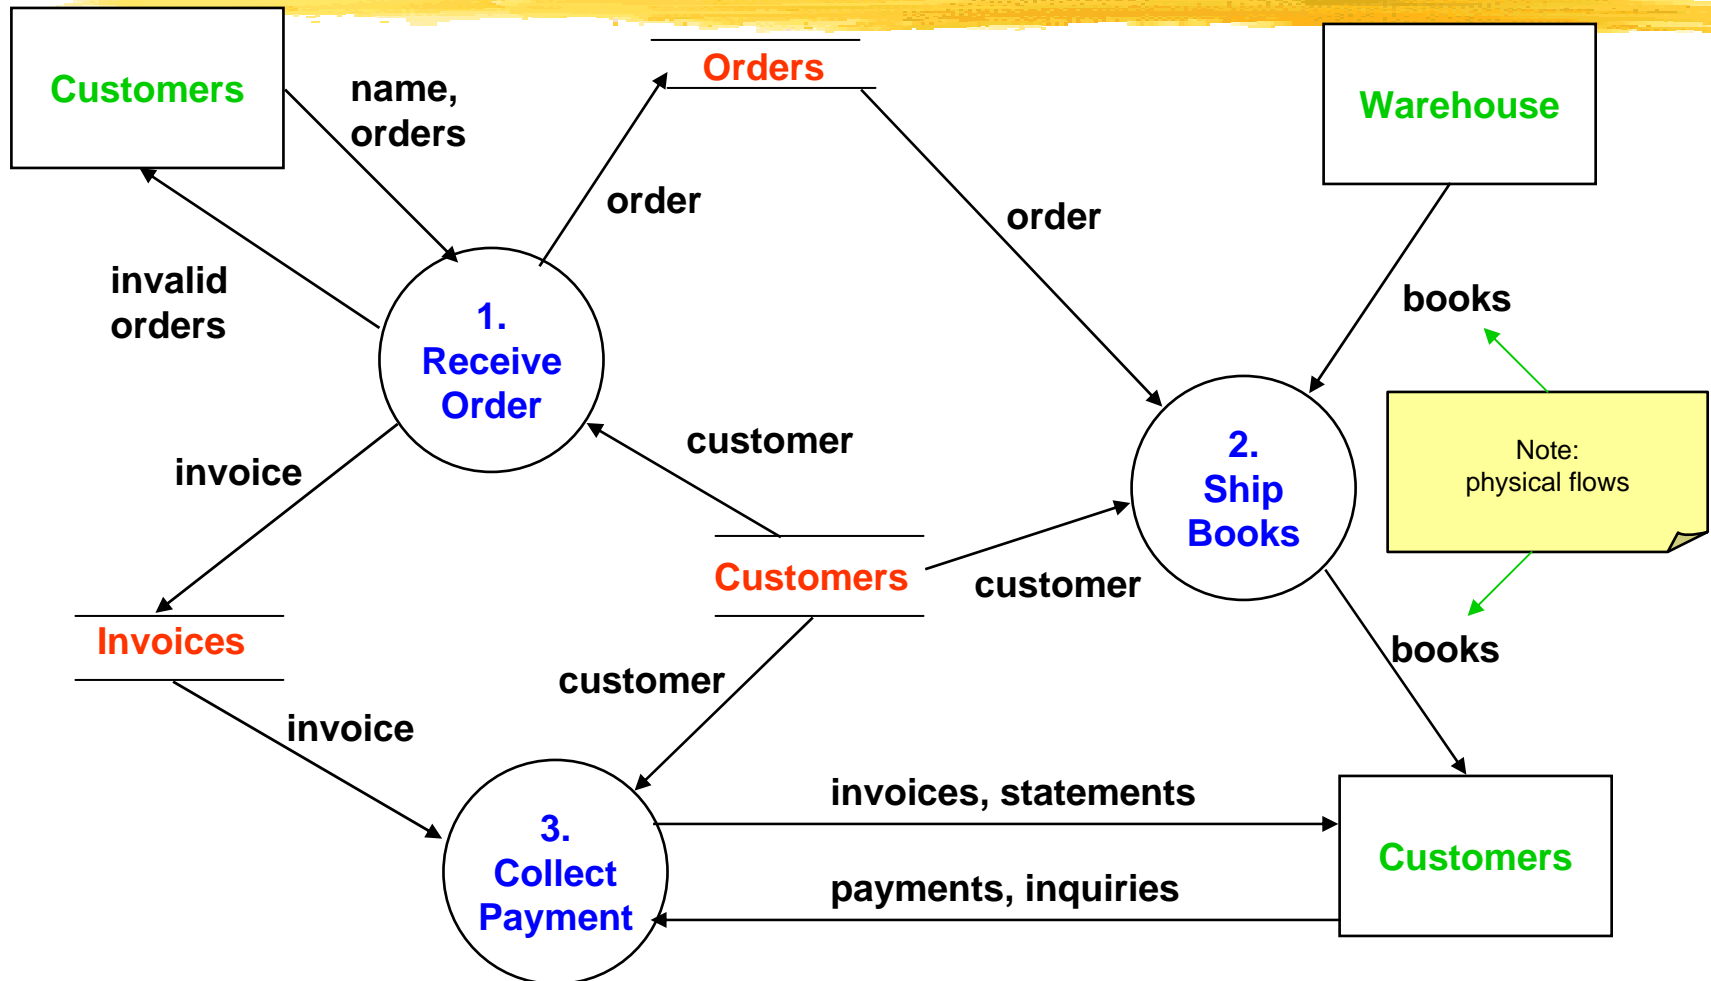 Customers
name,
orders
Orders
Warehouse
order
order
invalid
orders
books
1.
Receive
Order
customer
2.
Ship
Books
Note:
physical flows
invoice
Customers
customer
Invoices
books
customer
invoice
invoices, statements
3.
Collect
Payment
Customers
payments, inquiries